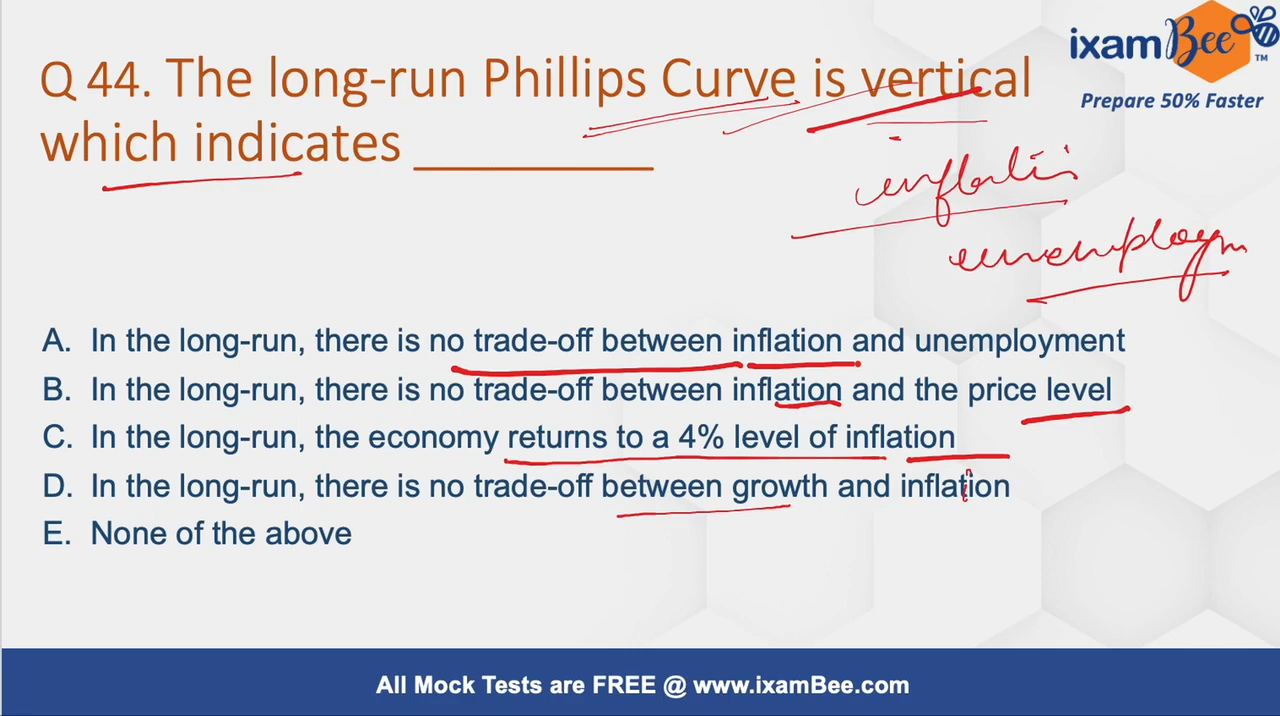 ixamBee™
Prepare 50% Faster
Q 44. The long-run Phillips Curve is vertical
which indicates __________
inflation
unemploym
A. In the long-run, there is no trade-off between inflation and unemployment
B. In the long-run, there is no trade-off between inflation and the price level
C. In the long-run, the economy returns to a 4% level of inflation
D. In the long-run, there is no trade-off between growth and inflation
E. None of the above
All Mock Tests are FREE @ www.ixamBee.com